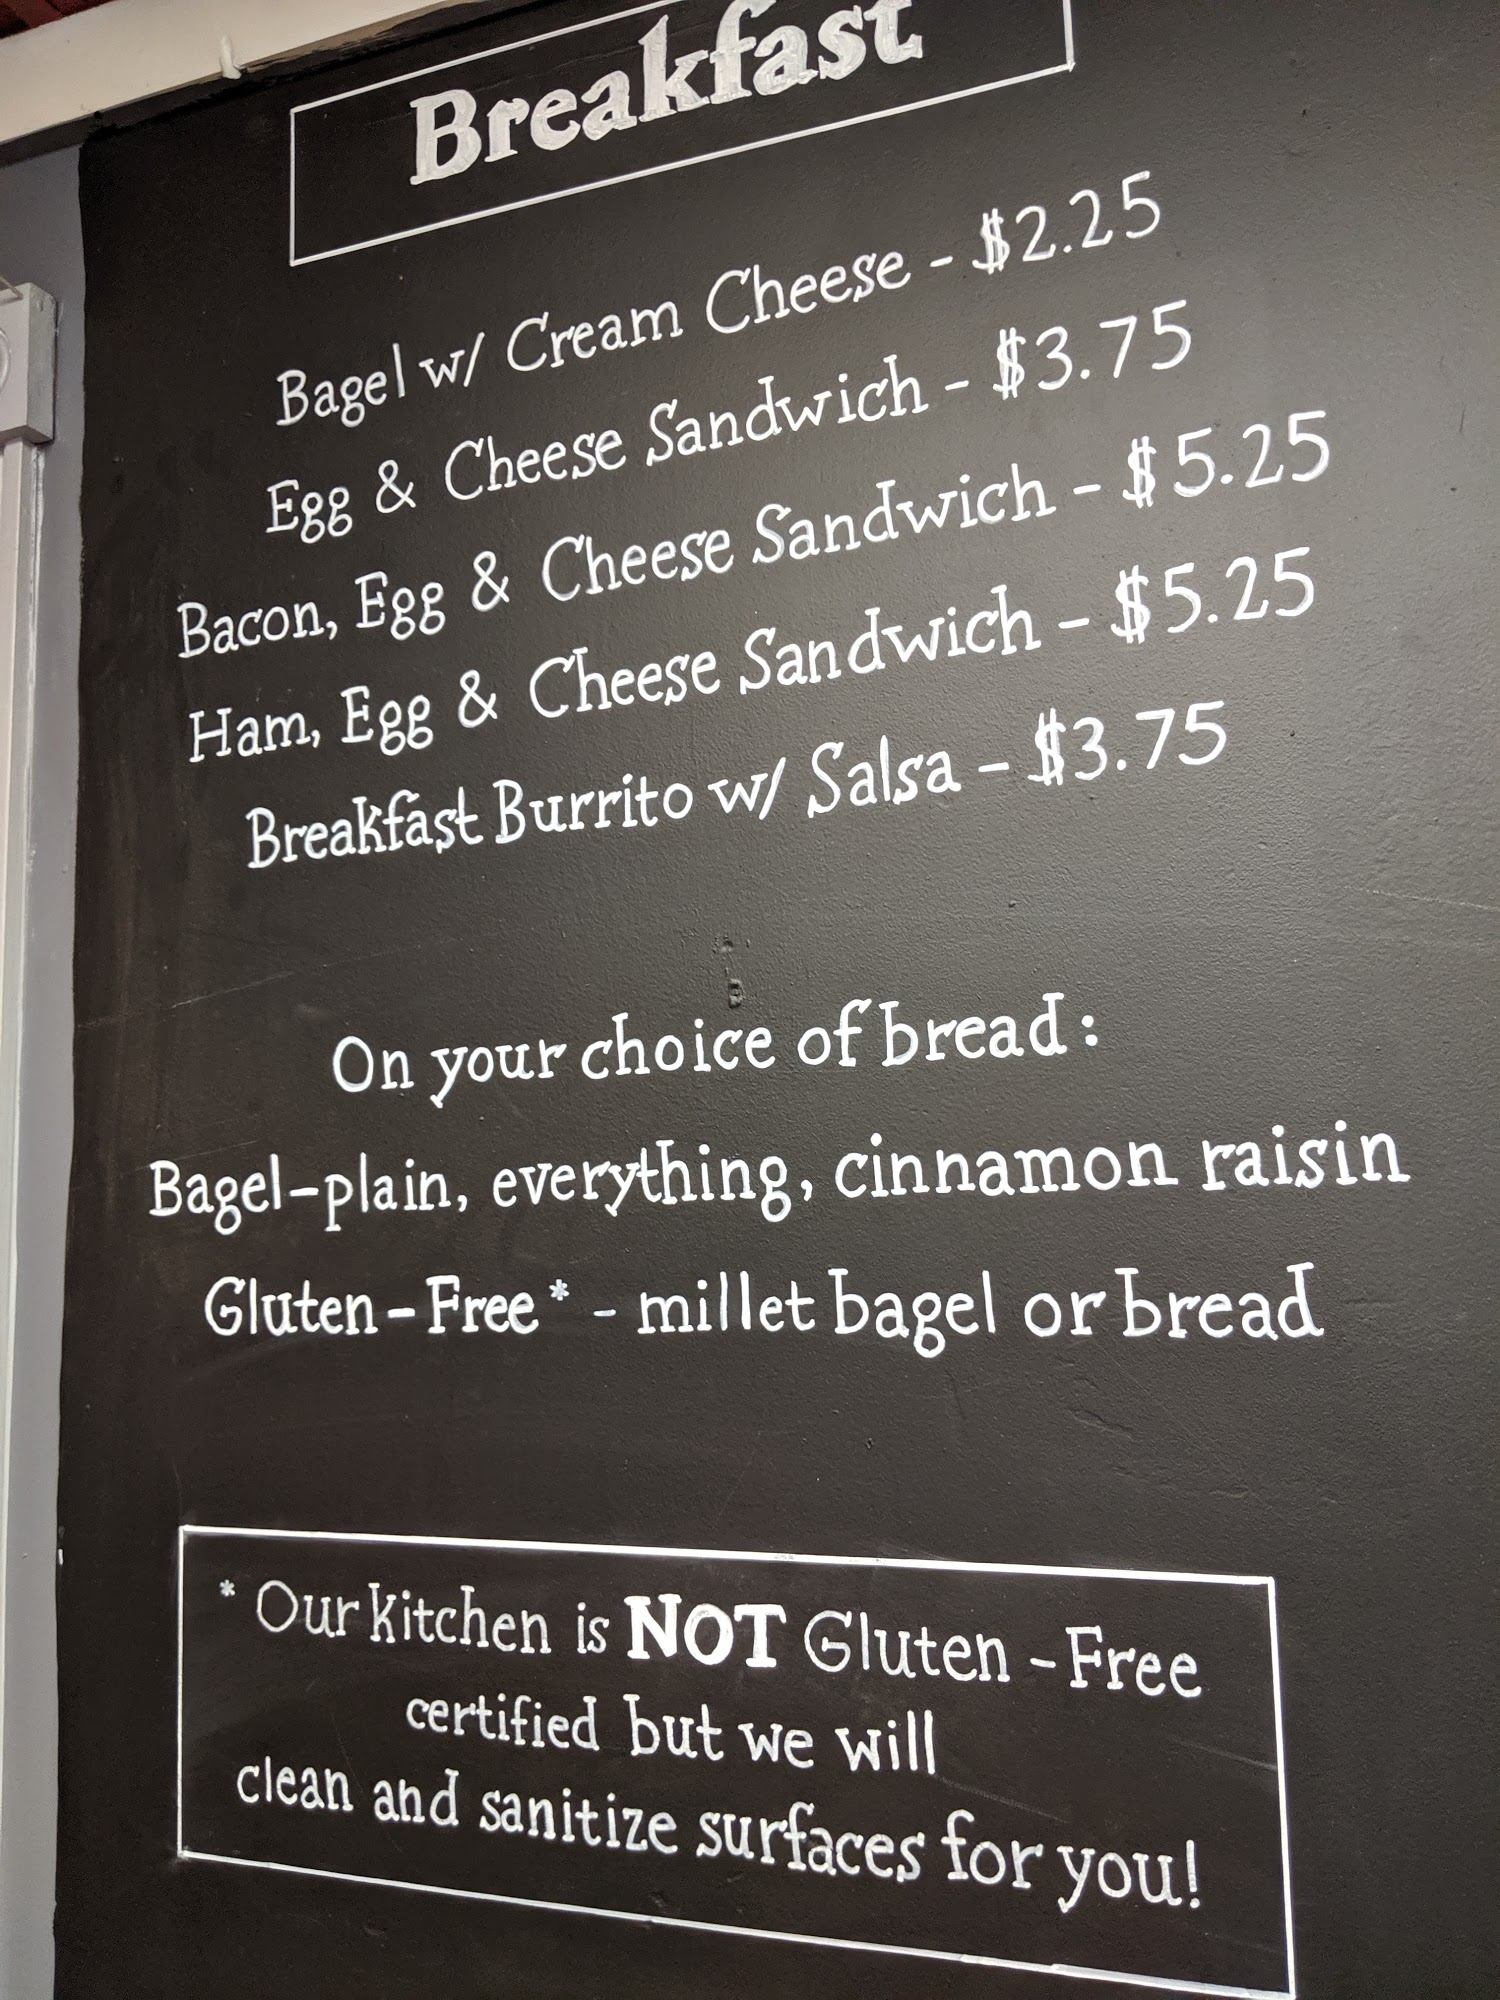 Breakfast
Bagel w/ Cream Cheese - $2.25
Egg & Cheese Sandwich - $3.75
Bacon, Egg & Cheese Sandwich - $5.25
Ham, Egg & Cheese Sandwich - $5.25
Breakfast Burrito w/ Salsa - $3.75
On your choice of bread:
Bagel-plain, everything, cinnamon raisin
Gluten-Free* - millet bagel or bread
* Our kitchen is NOT Gluten-Free
certified but we will
clean and sanitize surfaces for you!